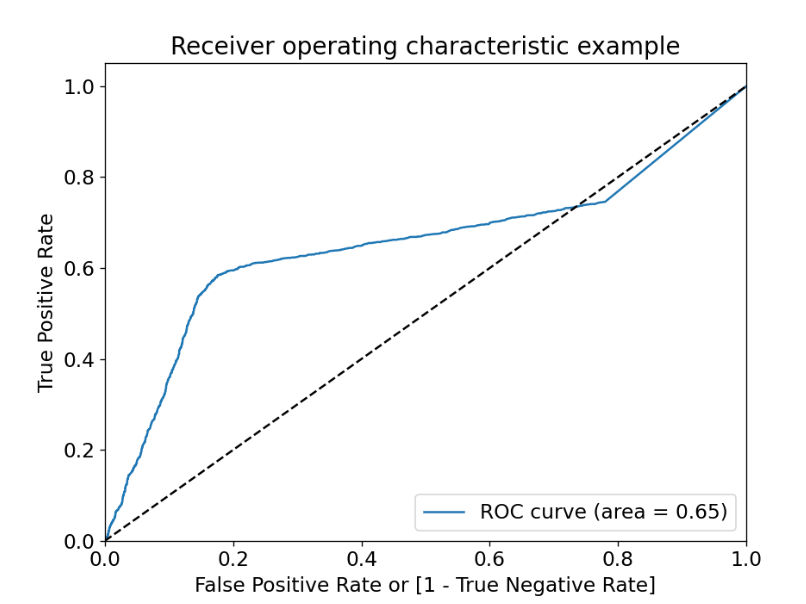 Receiver operating characteristic example
True Positive Rate
1.0
0.8
0.6
0.4
0.2
0.0
ROC curve (area = 0.65)
0.0 0.2 0.4 0.6 0.8 1.0
False Positive Rate or [1 - True Negative Rate]